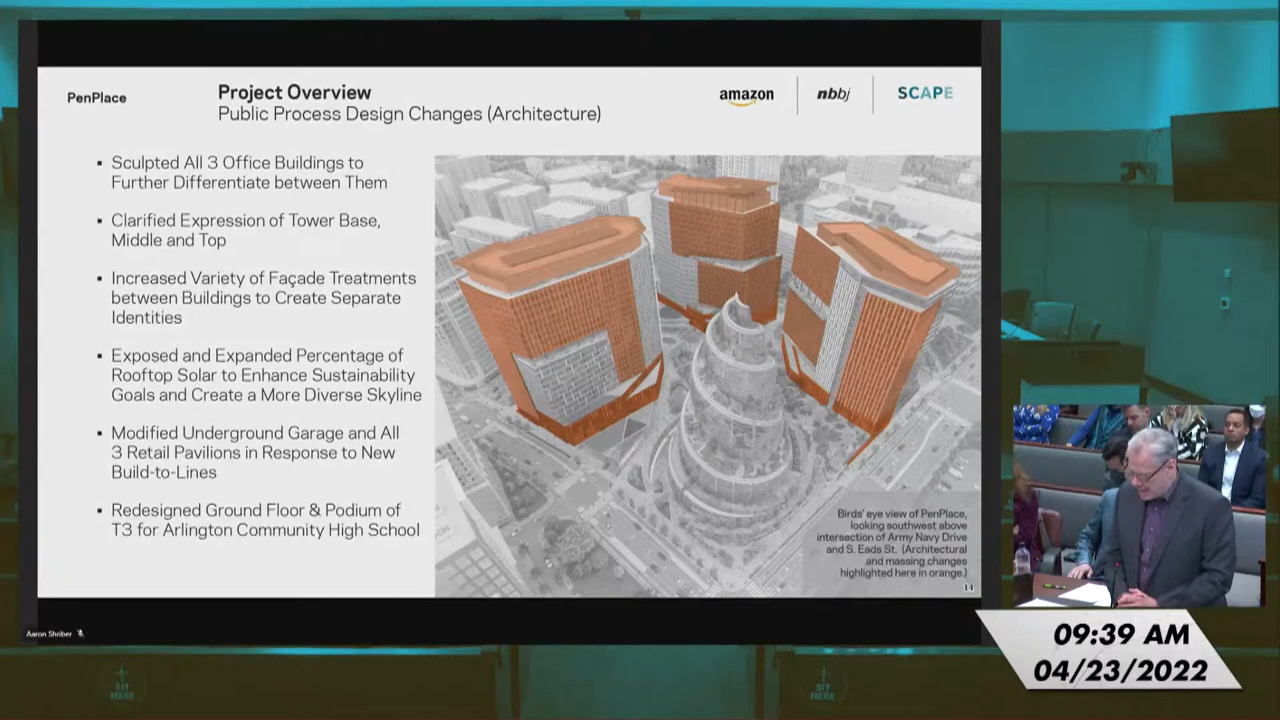 PenPlace
Project Overview
Public Process Design Changes (Architecture)
amazon
nbbj
SCAPE
▪ Sculpted All 3 Office Buildings to
Further Differentiate between Them
▪ Clarified Expression of Tower Base,
Middle and Top
▪ Increased Variety of Façade Treatments
between Buildings to Create Separate
Identities
▪ Exposed and Expanded Percentage of
Rooftop Solar to Enhance Sustainability
Goals and Create a More Diverse Skyline
▪ Modified Underground Garage and All
3 Retail Pavilions in Response to New
Build-to-Lines
▪ Redesigned Ground Floor & Podium of
T3 for Arlington Community High School
Birds' eye view of PenPlace,
looking southwest above
intersection of Army Navy Drive
and S. Eads St. (Architectural
and massing changes
highlighted here in orange.)
14
Aaron Shriber
09:39 AM
04/23/2022
SIT
HERE
SIT
HERE